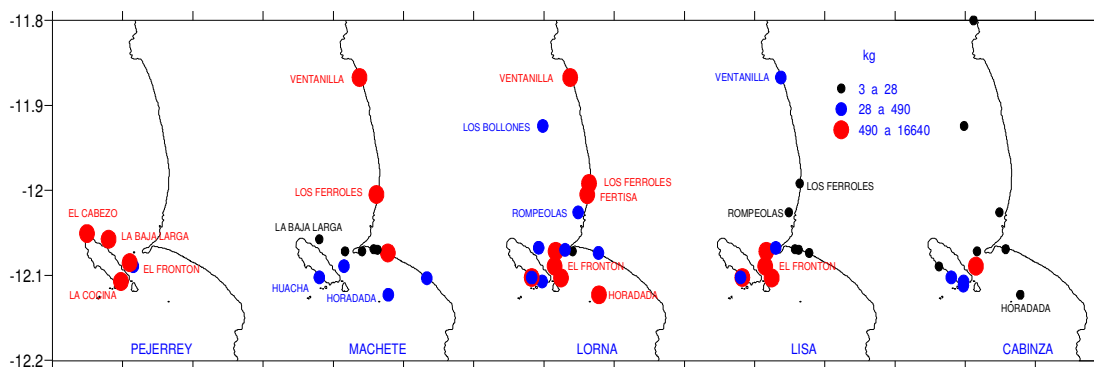 -11.8
-11.9
-12
-12.1
-12.2
EL CABEZO
LA BAJA LARGA
EL FRONTON
LA COCINA
PEJERREY
VENTANILLA
LOS FERROLES
LA BAJA LARGA
HUACHA
HORADADA
MACHETE
VENTANILLA
LOS BOLLONES
LOS FERROLES
FERTISA
ROMPEOLAS
EL FRONTON
HORADADA
LORNA
VENTANILLA
LOS FERROLES
ROMPEOLAS
EL FRONTON
LISA
kg
3 a 28
28 a 490
490 a 16640
HORADADA
CABINZA